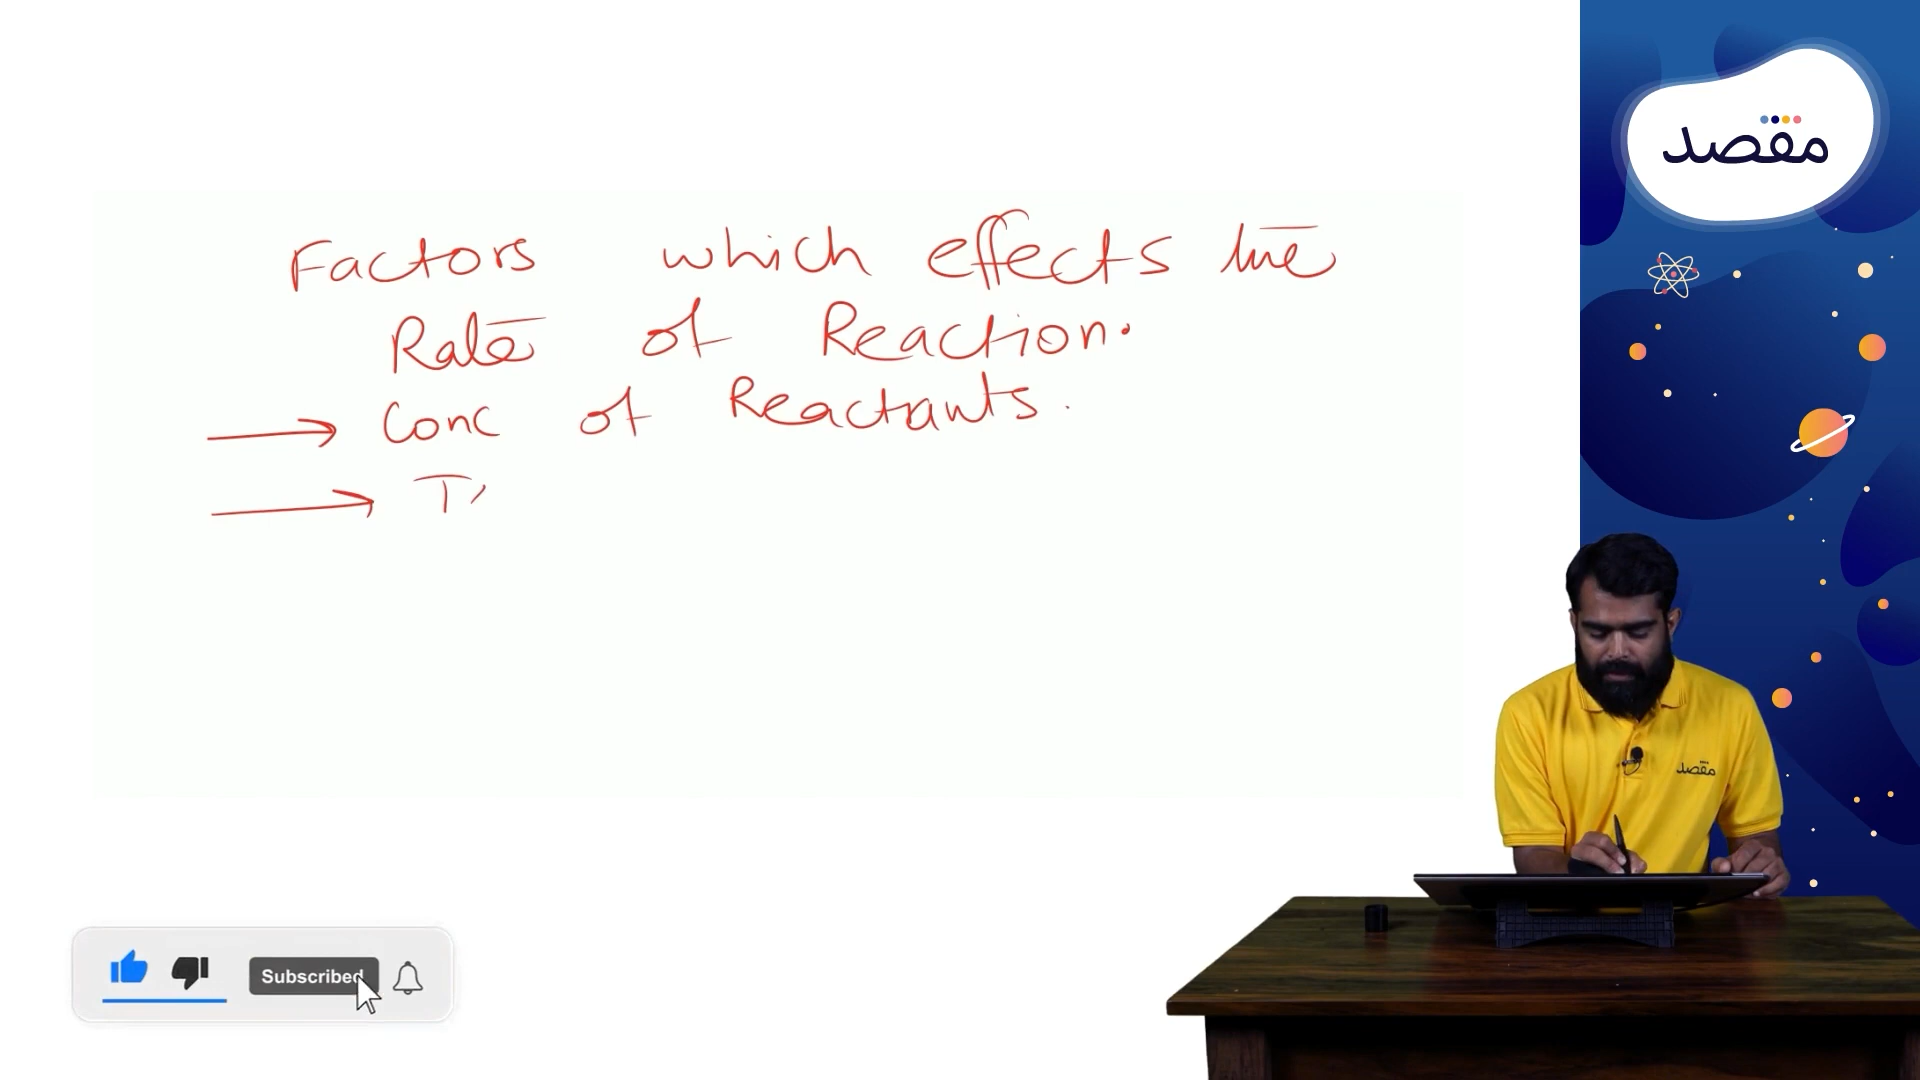 مقصد
Factors which effects the
Rate of Reaction.
→ Conc of Reactants.
→ T
مقصد
Subscribed